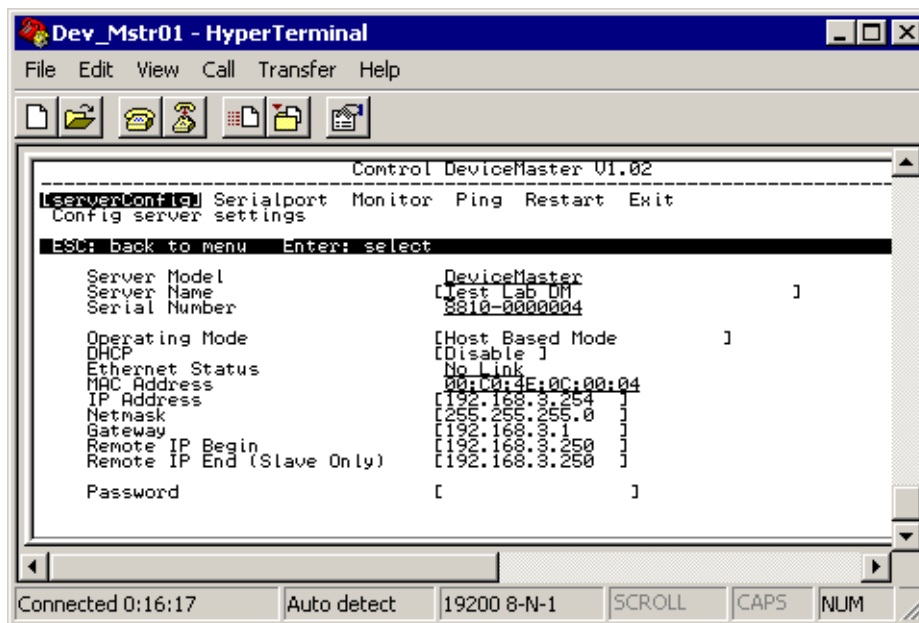 Dev_Mstr01 - HyperTerminal
File Edit View Call Transfer Help
Comtrol DeviceMaster V1.02
[serverConfig] Serialport Monitor Ping Restart Exit
Config server settings
ESC: back to menu Enter: select
Server Model DeviceMaster
Server Name [Test Lab DM ]
Serial Number 8810-0000004
Operating Mode [Host Based Mode ]
DHCP [Disable ]
Ethernet Status No Link
MAC Address 00:C0:4E:0C:00:04
IP Address [192.168.3.254 ]
Netmask [255.255.255.0 ]
Gateway [192.168.3.1 ]
Remote IP Begin [192.168.3.250 ]
Remote IP End (Slave Only) [192.168.3.250 ]
Password [ ]
Connected 0:16:17 Auto detect 19200 8-N-1 SCROLL CAPS NUM